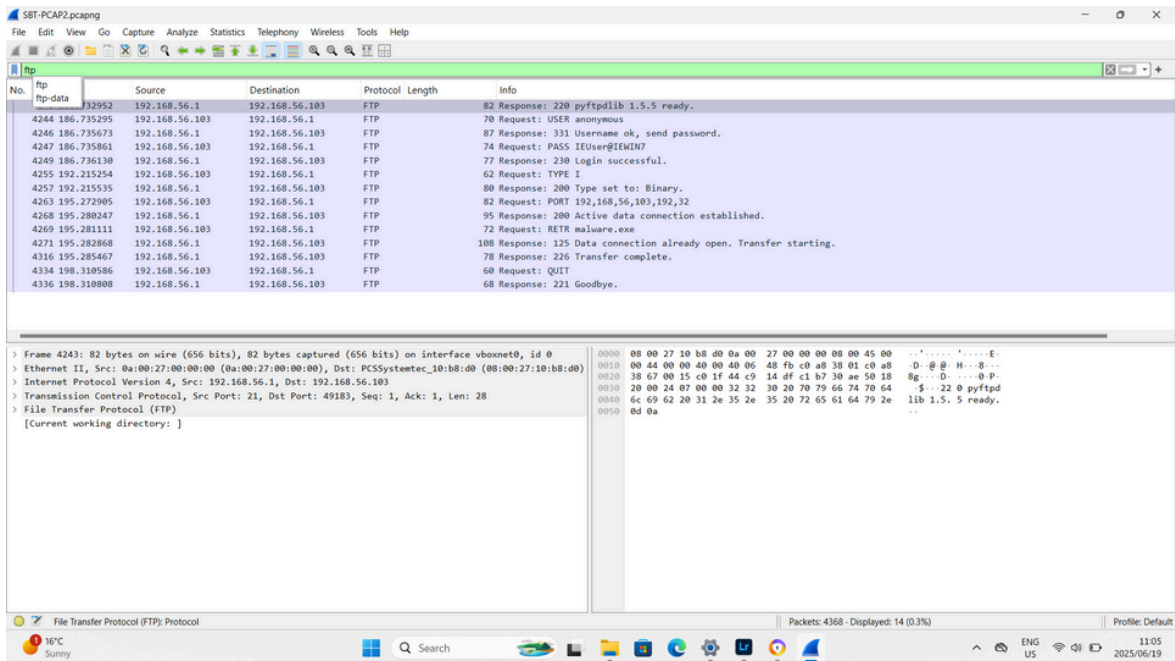 SBT-PCAP2.pcapng
File Edit View Go Capture Analyze Statistics Telephony Wireless Tools Help
ftp
ftp
ftp-data
No. Source Destination Protocol Length Info
192.168.56.1 192.168.56.103 FTP 82 Response: 220 pyftpdlib 1.5.5 ready.
4244 186.735295 192.168.56.103 192.168.56.1 FTP 70 Request: USER anonymous
4246 186.735673 192.168.56.1 192.168.56.103 FTP 87 Response: 331 Username ok, send password.
4247 186.735861 192.168.56.103 192.168.56.1 FTP 74 Request: PASS IEUser@IEWIN7
4249 186.736130 192.168.56.1 192.168.56.103 FTP 77 Response: 230 Login successful.
4255 192.215254 192.168.56.103 192.168.56.1 FTP 62 Request: TYPE I
4257 192.215535 192.168.56.1 192.168.56.103 FTP 80 Response: 200 Type set to: Binary.
4263 195.272905 192.168.56.103 192.168.56.1 FTP 82 Request: PORT 192,168,56,103,192,32
4268 195.280247 192.168.56.1 192.168.56.103 FTP 95 Response: 200 Active data connection established.
4269 195.281111 192.168.56.103 192.168.56.1 FTP 72 Request: RETR malware.exe
4271 195.282868 192.168.56.1 192.168.56.103 FTP 108 Response: 125 Data connection already open. Transfer starting.
4316 195.285467 192.168.56.1 192.168.56.103 FTP 78 Response: 226 Transfer complete.
4334 198.310586 192.168.56.103 192.168.56.1 FTP 60 Request: QUIT
4336 198.310808 192.168.56.1 192.168.56.103 FTP 68 Response: 221 Goodbye.
> Frame 4243: 82 bytes on wire (656 bits), 82 bytes captured (656 bits) on interface vboxnet0, id 0
> Ethernet II, Src: 0a:00:27:00:00:00 (0a:00:27:00:00:00), Dst: PCSSystemtec_10:b8:d0 (08:00:27:10:b8:d0)
> Internet Protocol Version 4, Src: 192.168.56.1, Dst: 192.168.56.103
> Transmission Control Protocol, Src Port: 21, Dst Port: 49183, Seq: 1, Ack: 1, Len: 28
> File Transfer Protocol (FTP)
[Current working directory: ]
0000 08 00 27 10 b8 d0 0a 00 27 00 00 00 08 00 45 00 ..'..... '.....E.
0010 00 44 00 00 40 00 40 06 48 fb c0 a8 38 01 c0 a8 .D..@.@. H...8...
0020 38 67 00 15 c0 1f 44 c9 14 df c1 b7 30 ae 50 18 8g....D. ....0.P.
0030 20 00 24 07 00 00 32 32 30 20 70 79 66 74 70 64 .$...22 0 pyftpd
0040 6c 69 62 20 31 2e 35 2e 35 20 72 65 61 64 79 2e lib 1.5. 5 ready.
0050 0d 0a ..
File Transfer Protocol (FTP): Protocol
Packets: 4368 · Displayed: 14 (0.3%)
Profile: Default
1
16°C
Sunny
Search
Lr
ENG
US
11:05
2025/06/19